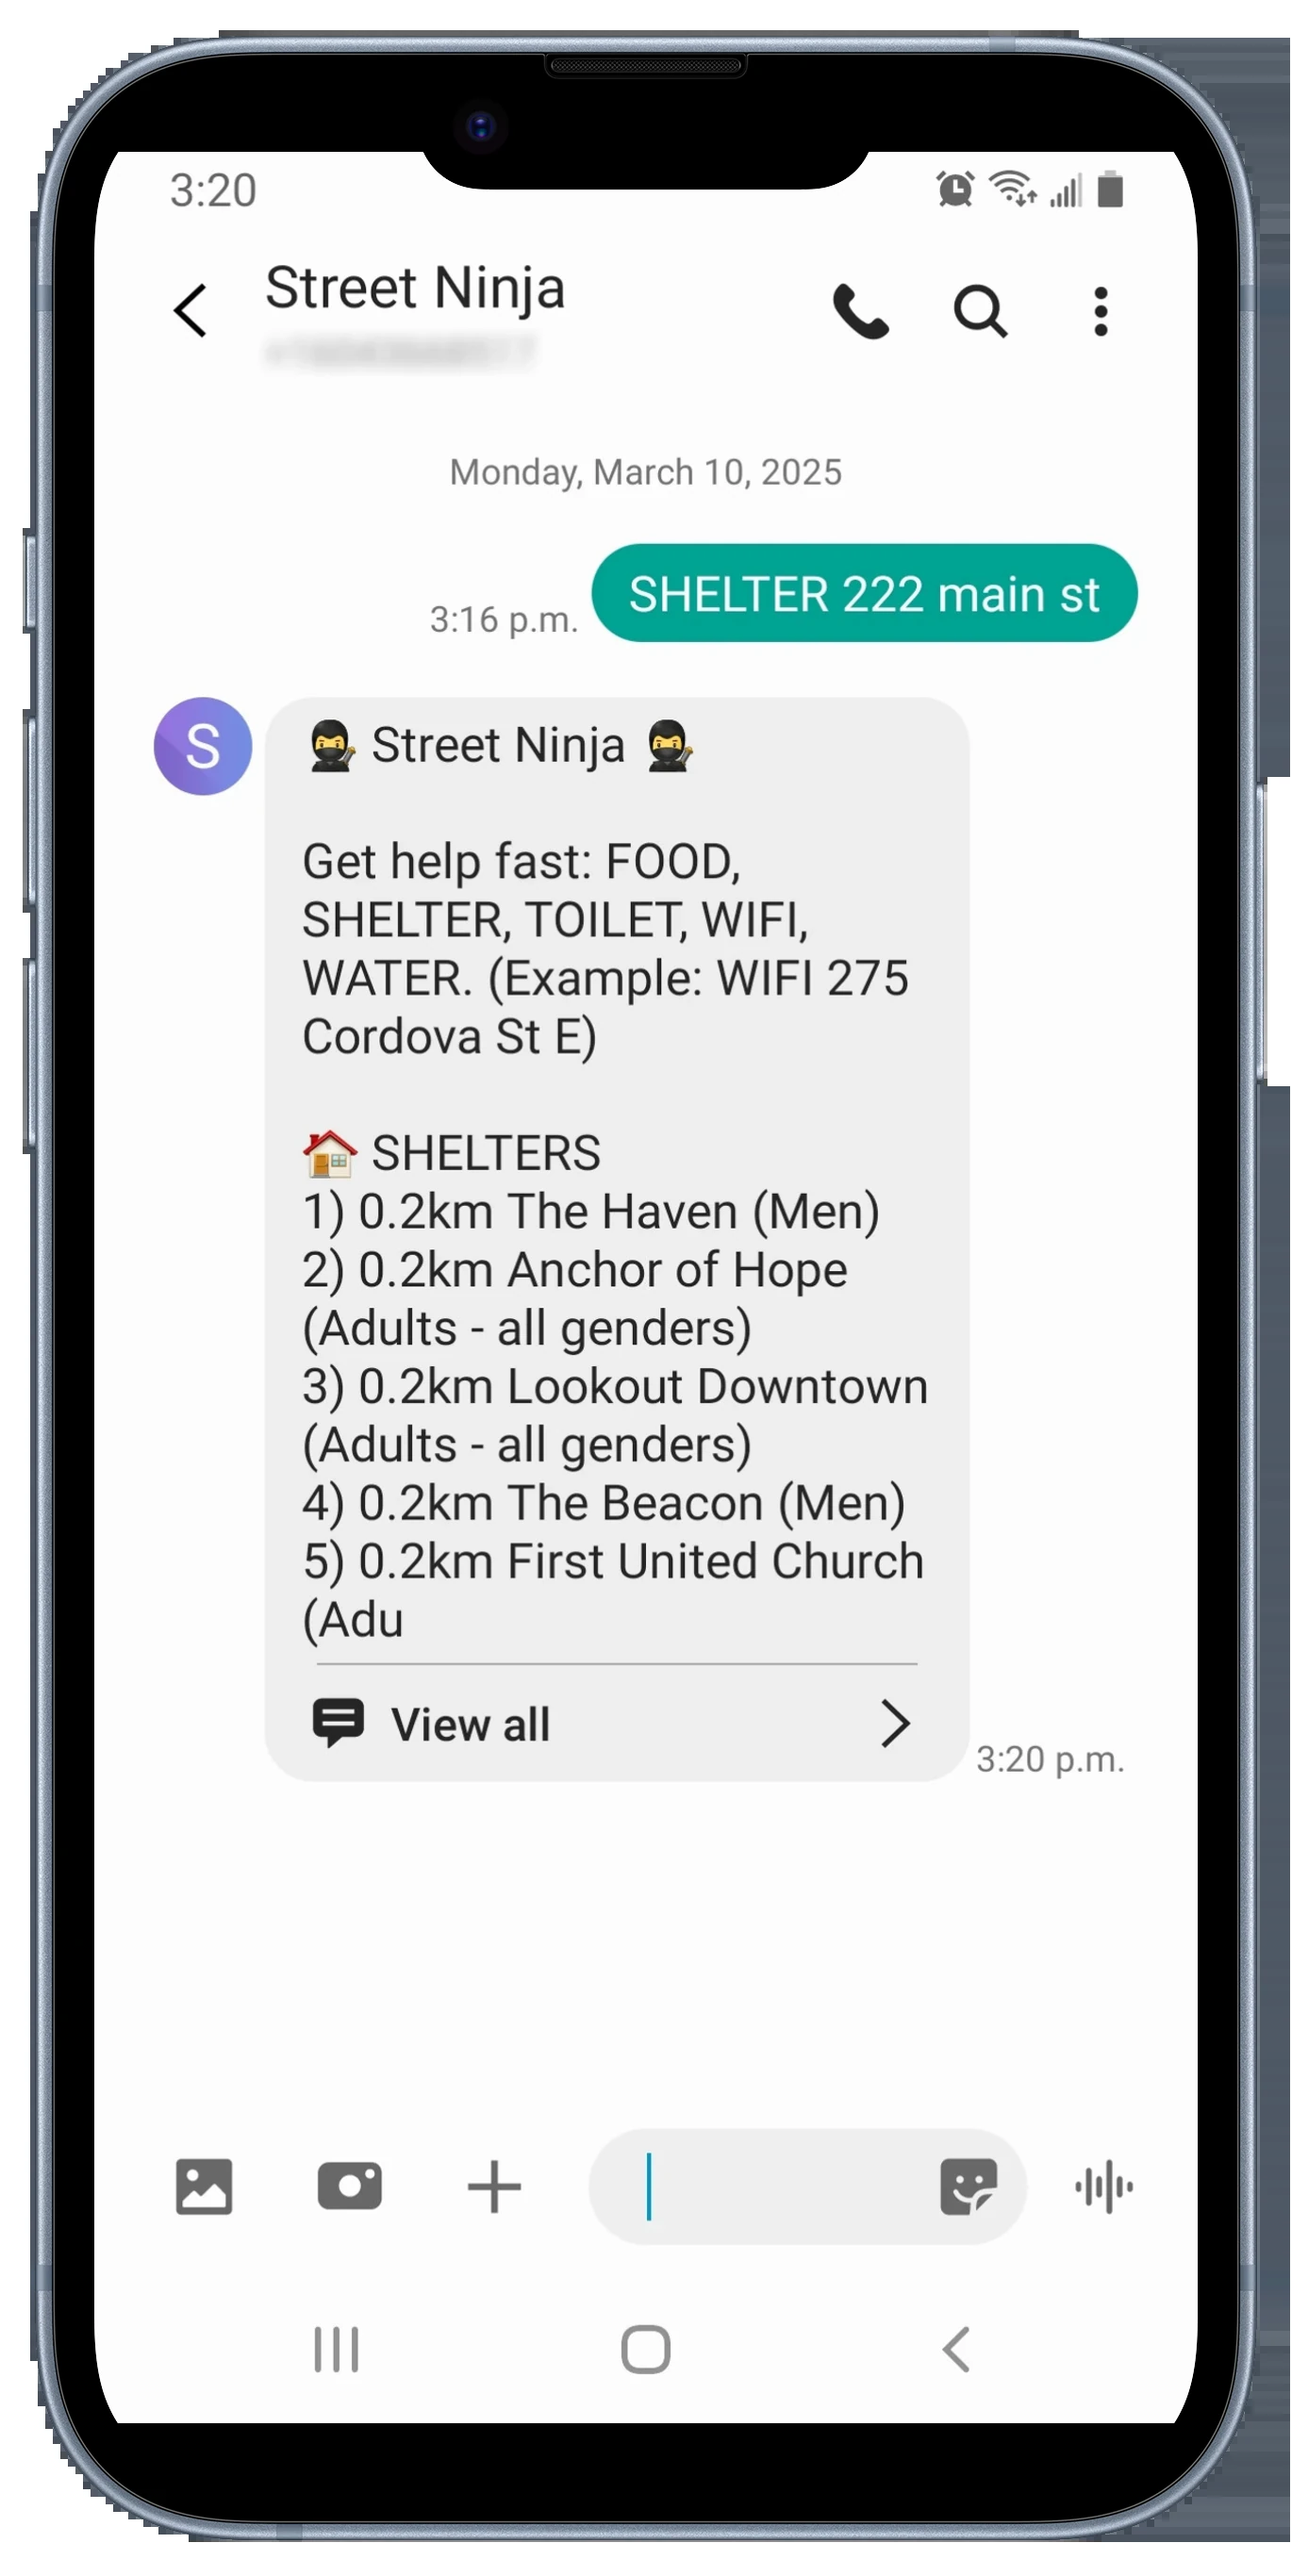 3:20
Street Ninja
Monday, March 10, 2025
SHELTER 222 main st
3:16 p.m.
S
Street Ninja
Get help fast: FOOD,
SHELTER, TOILET, WIFI,
WATER. (Example: WIFI 275
Cordova St E)
SHELTERS
1) 0.2km The Haven (Men)
2) 0.2km Anchor of Hope
(Adults - all genders)
3) 0.2km Lookout Downtown
(Adults - all genders)
4) 0.2km The Beacon (Men)
5) 0.2km First United Church
(Adu
View all
3:20 p.m.